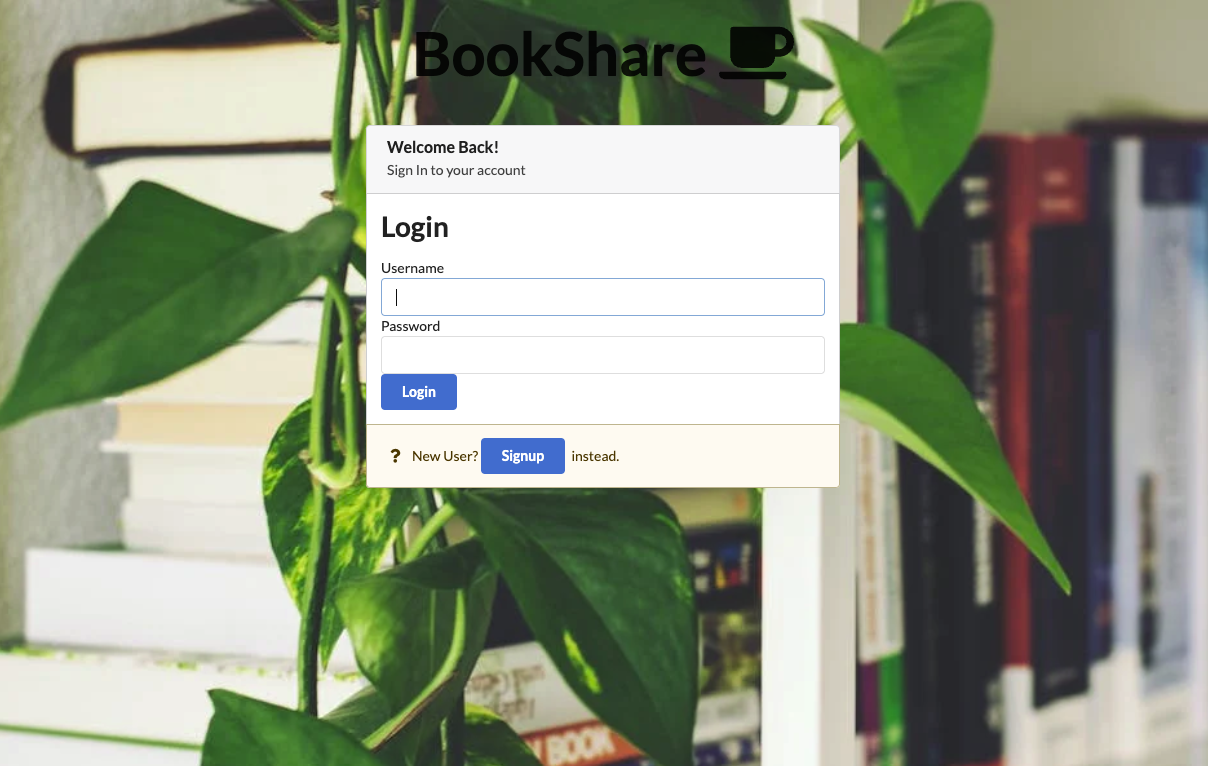 BookShare
Welcome Back!
Sign In to your account
Login
Username
Password
Login
? New User? Signup instead.
BOOK